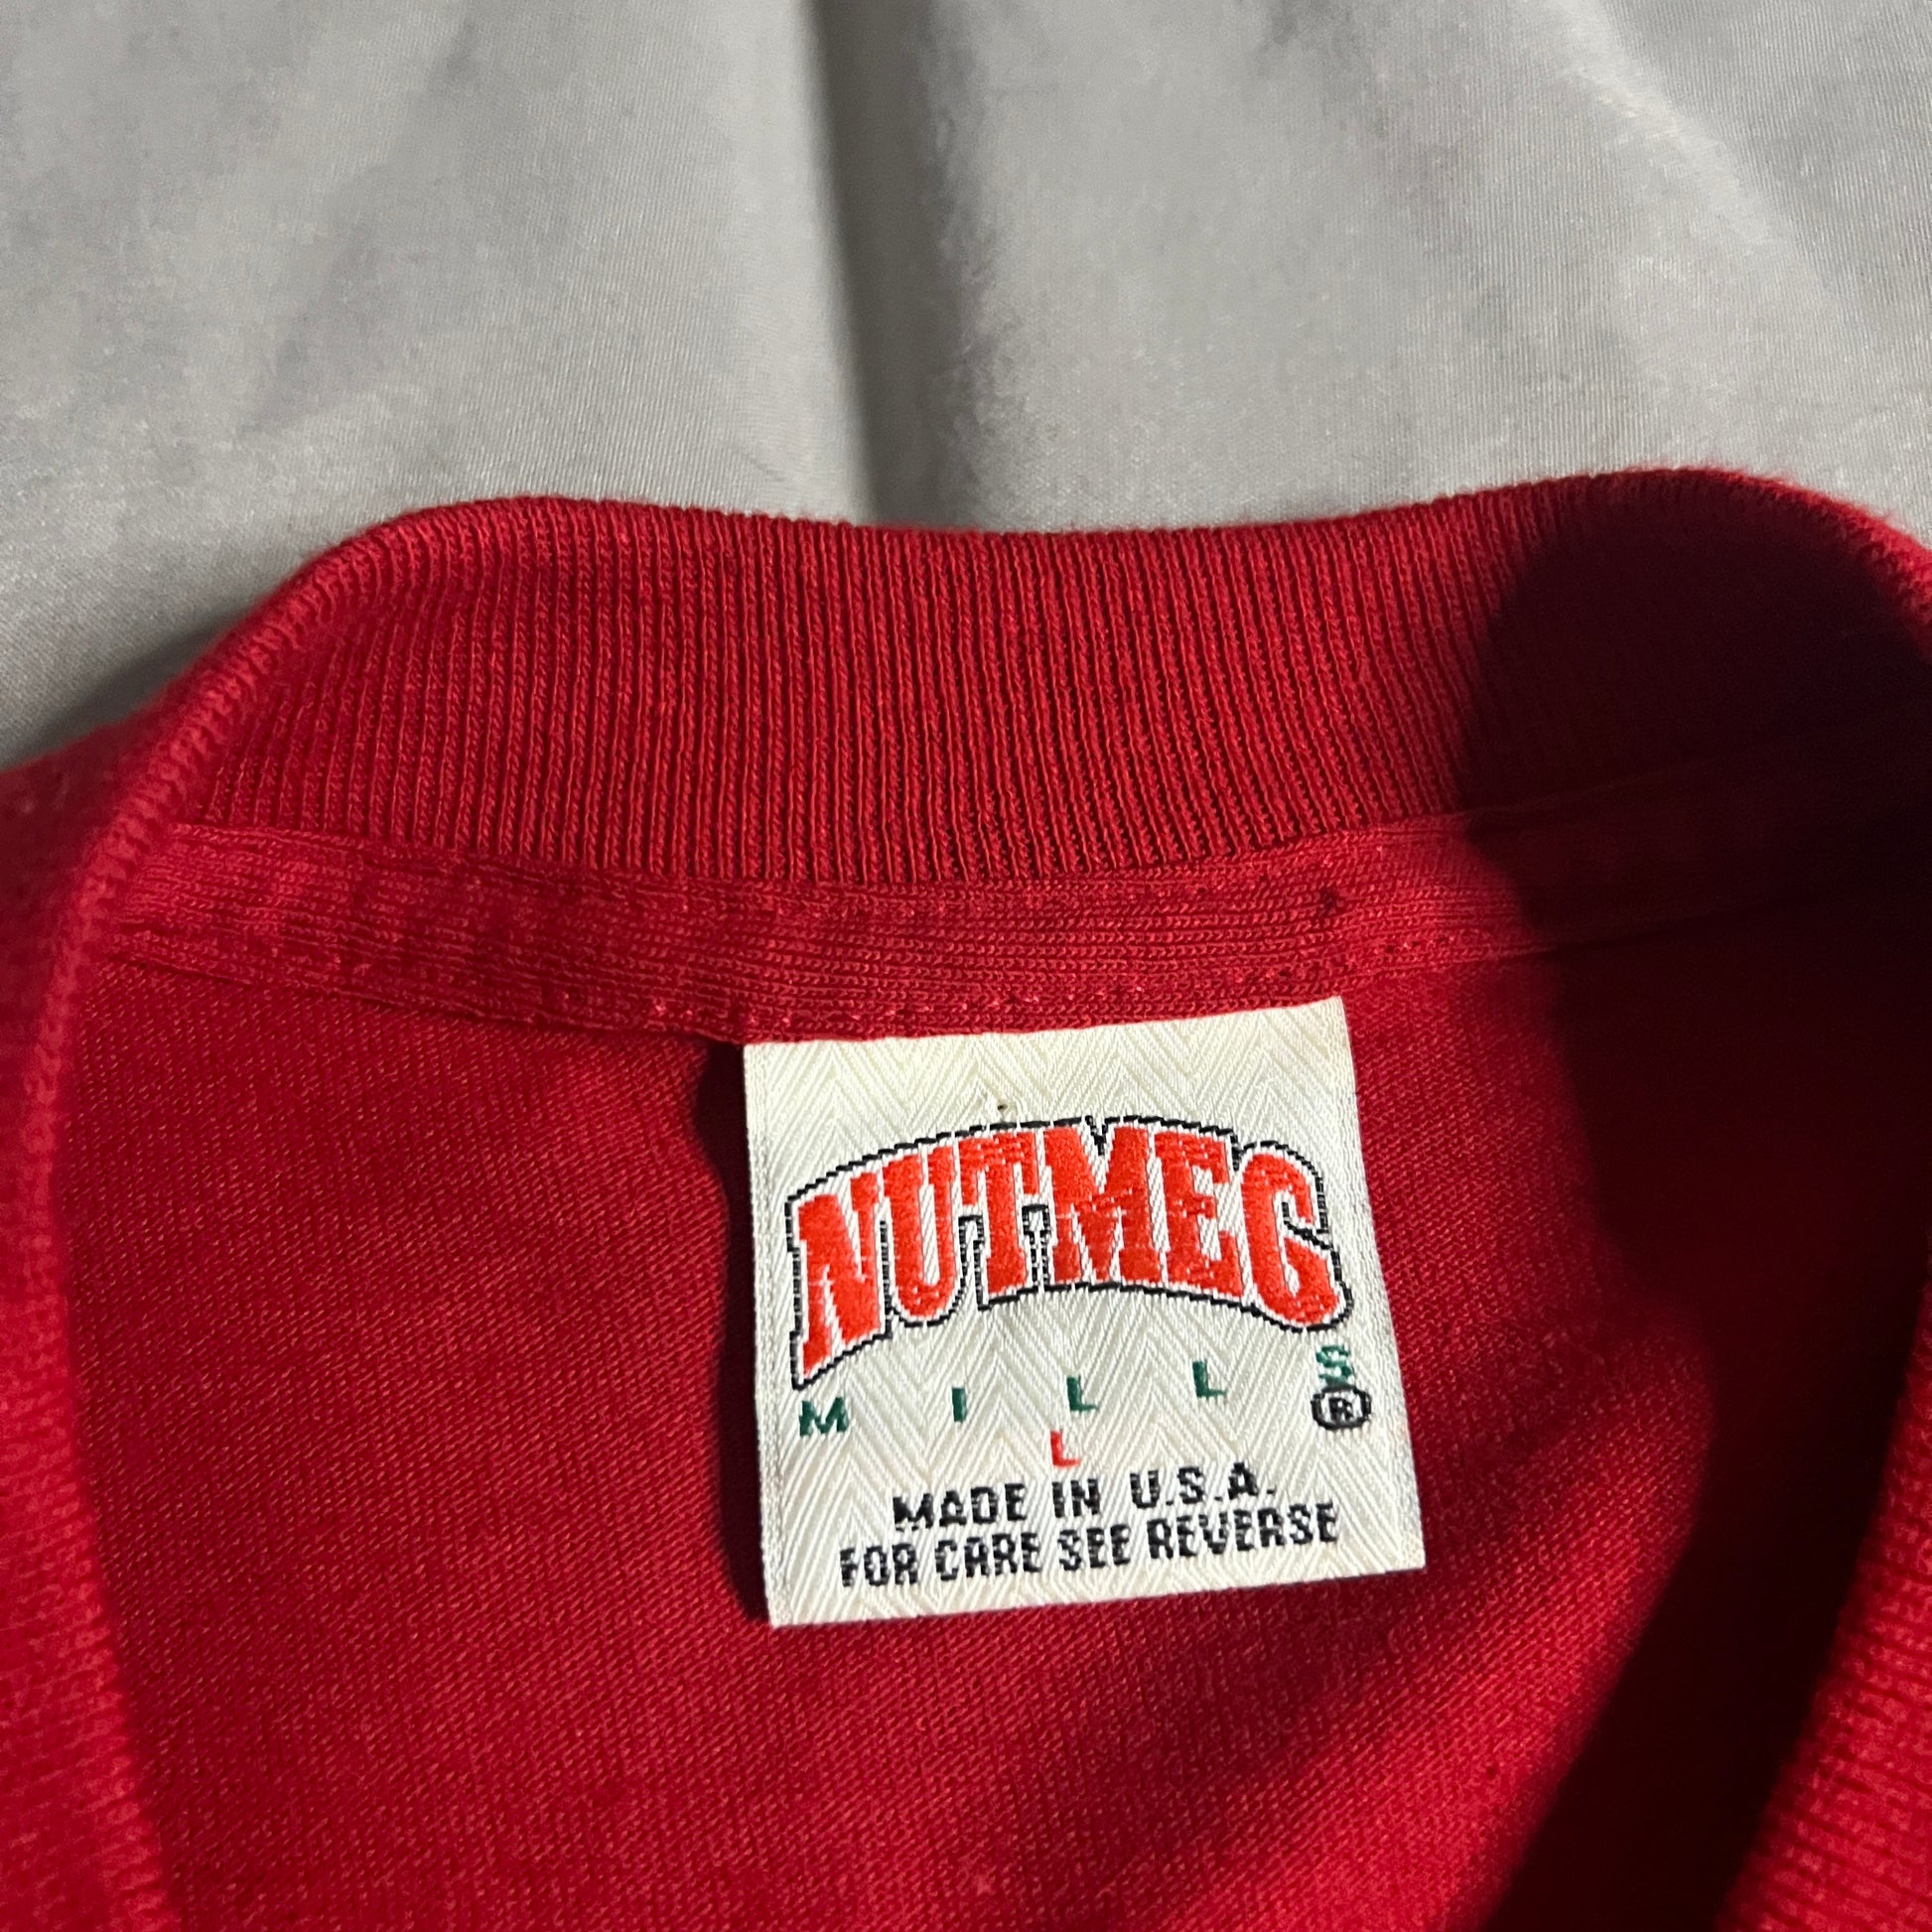 NUTMEG
MILLS
®
L
MADE IN U.S.A.
FOR CARE SEE REVERSE